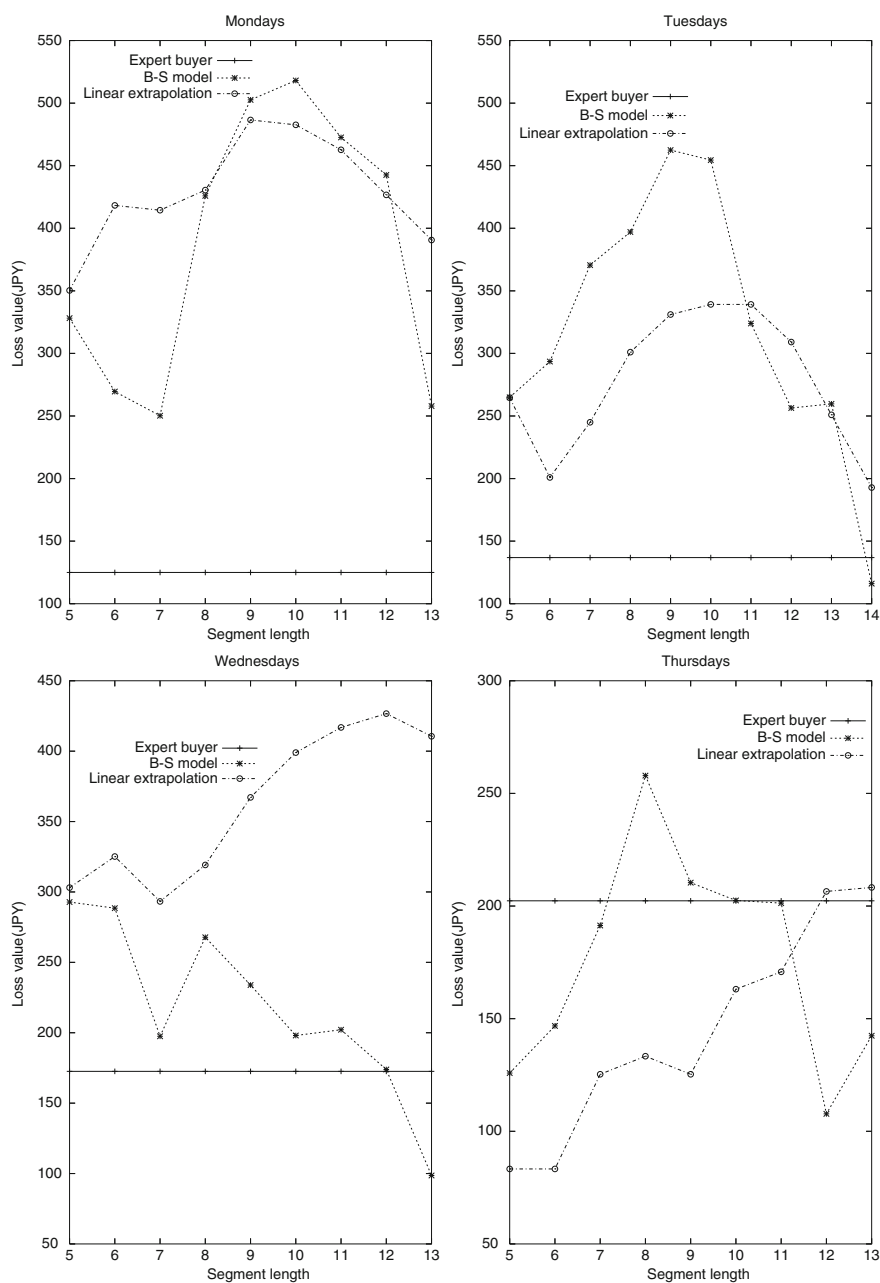 Mondays
550
500
450
400
350
300
250
200
150
100
Loss value(JPY)
Expert buyer
B-S model
Linear extrapolation
5 6 7 8 9 10 11 12 13
Segment length
Tuesdays
550
500
450
400
350
300
250
200
150
100
Loss value(JPY)
Expert buyer
B-S model
Linear extrapolation
5 6 7 8 9 10 11 12 13 14
Segment length
Wednesdays
450
400
350
300
250
200
150
100
50
Loss value(JPY)
Expert buyer
B-S model
Linear extrapolation
5 6 7 8 9 10 11 12 13
Segment length
Thursdays
300
250
200
150
100
50
Loss value(JPY)
Expert buyer
B-S model
Linear extrapolation
5 6 7 8 9 10 11 12 13
Segment length